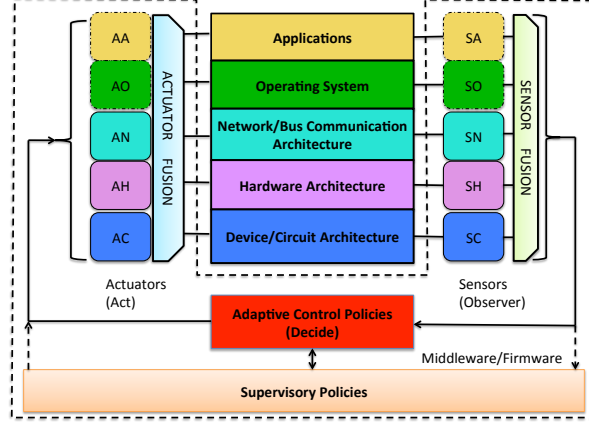 AA
Applications
SA
AO
Operating System
SO
AN
Network/Bus Communication
Architecture
SN
AH
Hardware Architecture
SH
AC
Device/Circuit Architecture
SC
ACTUATOR FUSION
SENSOR FUSION
Actuators
(Act)
Sensors
(Observer)
Adaptive Control Policies
(Decide)
Middleware/Firmware
Supervisory Policies